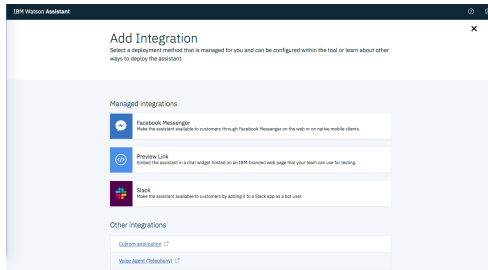 IBM Watson Assistant
Add Integration
Select a deployment method that is managed for you and can be configured within the tool or learn about other
ways to deploy the assistant.
Managed integrations
Facebook Messenger
Make the assistant available to customers through Facebook Messenger on the web or on native mobile clients.
Preview Link
Embed the assistant in a chat widget hosted on an IBM-branded web page that your team can use for testing.
Slack
Make the assistant available to customers by adding it to a Slack app as a bot user.
Other integrations
Custom application
Voice Agent (Telephony)